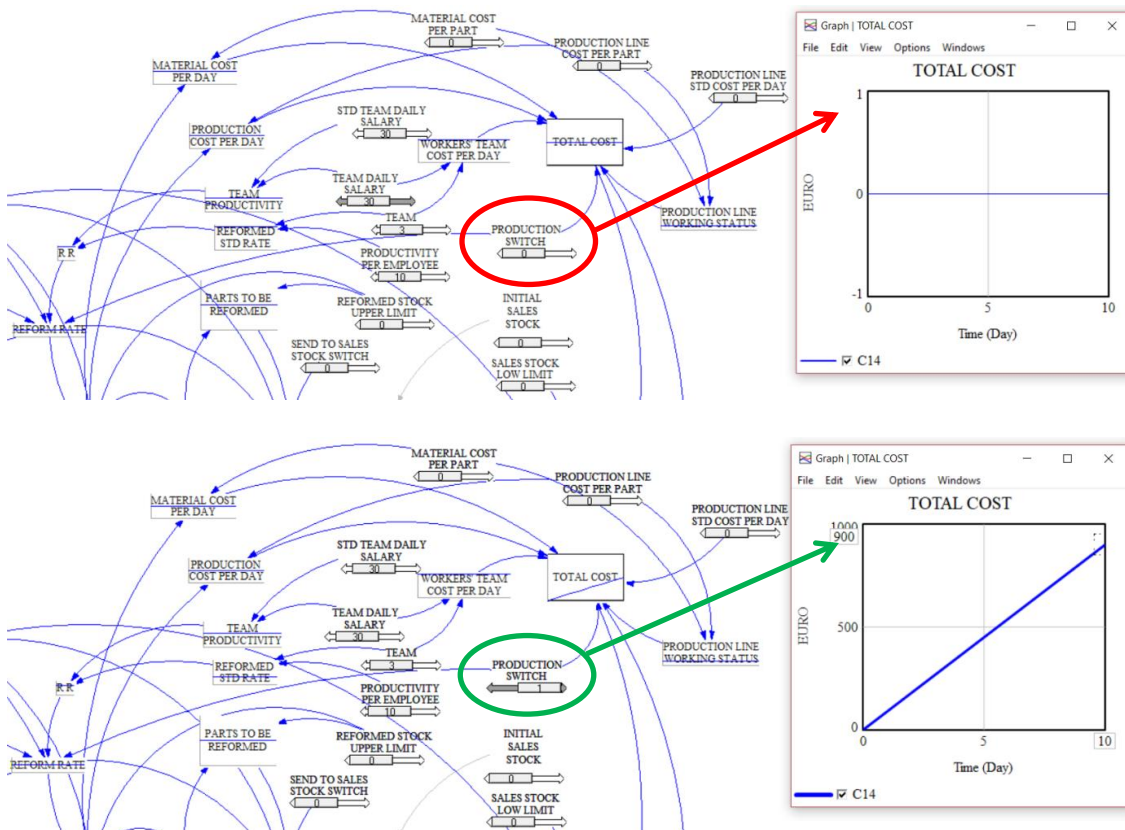 MATERIAL COST
PER PART
0
PRODUCTION LINE
COST PER PART
0
MATERIAL COST
PER DAY
PRODUCTION LINE
STD COST PER DAY
0
STD TEAM DAILY
SALARY
30
PRODUCTION
COST PER DAY
WORKERS' TEAM
COST PER DAY
TOTAL COST
TEAM DAILY
SALARY
30
TEAM
PRODUCTIVITY
TEAM
3
PRODUCTION
SWITCH
0
PRODUCTION LINE
WORKING STATUS
REFORMED
STD RATE
R R
PRODUCTIVITY
PER EMPLOYEE
10
PARTS TO BE
REFORMED
REFORMED STOCK
UPPER LIMIT
0
INITIAL
SALES
STOCK
0
REFORM RATE
SEND TO SALES
STOCK SWITCH
0
SALES STOCK
LOW LIMIT
0
Graph | TOTAL COST
File Edit View Options Windows
TOTAL COST
1
0
-1
EURO
0
5
10
Time (Day)
C14
MATERIAL COST
PER PART
0
PRODUCTION LINE
COST PER PART
0
MATERIAL COST
PER DAY
PRODUCTION LINE
STD COST PER DAY
0
STD TEAM DAILY
SALARY
30
PRODUCTION
COST PER DAY
WORKERS' TEAM
COST PER DAY
TOTAL COST
TEAM DAILY
SALARY
30
TEAM
PRODUCTIVITY
TEAM
3
PRODUCTION
SWITCH
1
PRODUCTION LINE
WORKING STATUS
REFORMED
STD RATE
R R
PRODUCTIVITY
PER EMPLOYEE
10
PARTS TO BE
REFORMED
REFORMED STOCK
UPPER LIMIT
0
INITIAL
SALES
STOCK
0
REFORM RATE
SEND TO SALES
STOCK SWITCH
0
SALES STOCK
LOW LIMIT
0
Graph | TOTAL COST
File Edit View Options Windows
TOTAL COST
1000
900
500
0
EURO
0
5
10
Time (Day)
C14